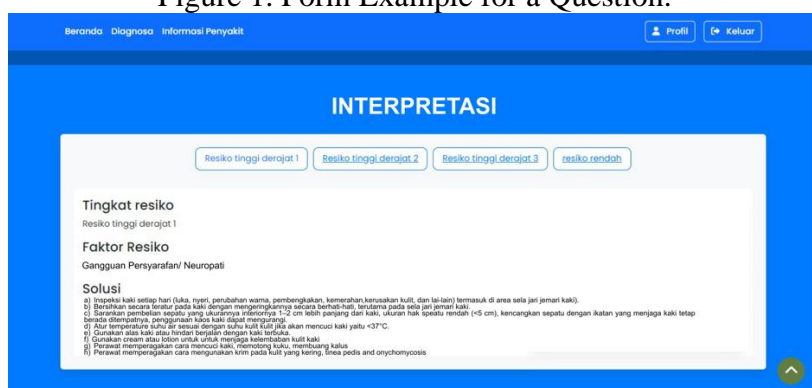 Figure 1. Form Example for a Question.
Beranda Diagnosa Informasi Penyakit Profil Keluar
INTERPRETASI
Resiko tinggi derajat 1 Resiko tinggi derajat 2 Resiko tinggi derajat 3 resiko rendah
Tingkat resiko
Resiko tinggi derajat 1
Faktor Resiko
Gangguan Persyarafan/ Neuropati
Solusi
a) Inspeksi kaki setiap hari (luka, nyeri, perubahan warna, pembengkakan, kemerahan,kerusakan kulit, dan lai-lain) termasuk di area sela jari jemari kaki).
b) Bersihkan secara teratur pada kaki dengan mengeringkannya secara berhati-hati, terutama pada sela jari jemari kaki.
c) Sarankan pembelian sepatu yang ukurannya interiornya 1–2 cm lebih panjang dari kaki, ukuran hak speatu rendah (<5 cm), kencangkan sepatu dengan ikatan yang menjaga kaki tetap
berada ditempatnya, penggunaan kaos kaki dapat mengurangi.
d) Atur temperature suhu air sesuai dengan suhu kulit kulit jika akan mencuci kaki yaitu <37°C.
e) Gunakan alas kaki atau hindari berjalan dengan kaki terbuka.
f) Gunakan cream atau lotion untuk untuk menjaga kelembaban kulit kaki
g) Perawat memperagakan cara mencuci kaki, memotong kuku, membuang kalus
h) Perawat memperagakan cara mengunakan krim pada kulit yang kering, tinea pedis and onychomycosis